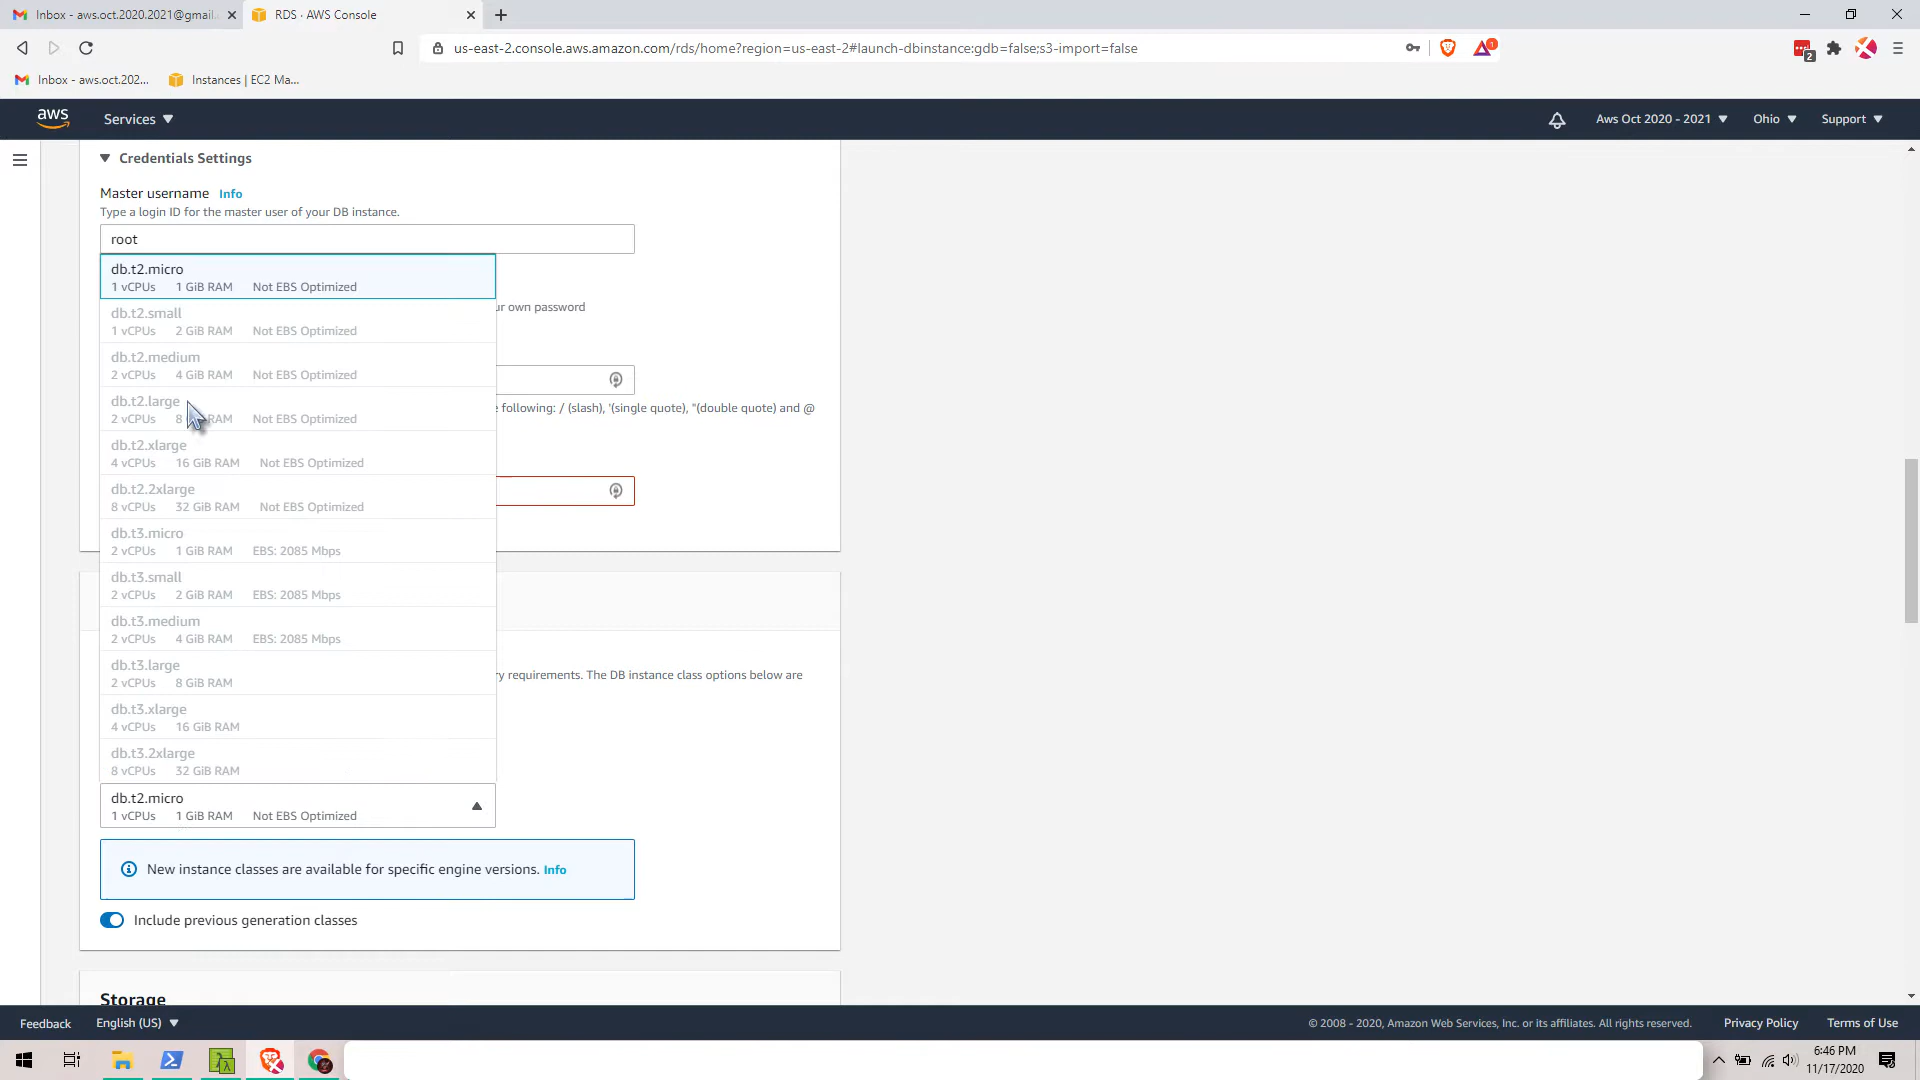 Inbox - aws.oct.2020.2021@gmail.
RDS · AWS Console
us-east-2.console.aws.amazon.com/rds/home?region=us-east-2#launch-dbinstance:gdb=false;s3-import=false
1
2
Inbox - aws.oct.202...
Instances | EC2 Ma...
aws
Services
Aws Oct 2020 - 2021
Ohio
Support
Credentials Settings
Master username Info
Type a login ID for the master user of your DB instance.
root
db.t2.micro
1 vCPUs 1 GiB RAM Not EBS Optimized
ur own password
db.t2.small
1 vCPUs 2 GiB RAM Not EBS Optimized
db.t2.medium
2 vCPUs 4 GiB RAM Not EBS Optimized
db.t2.large
e following: / (slash), '(single quote), "(double quote) and @
2 vCPUs 8 RAM Not EBS Optimized
db.t2.xlarge
4 vCPUs 16 GiB RAM Not EBS Optimized
db.t2.2xlarge
8 vCPUs 32 GiB RAM Not EBS Optimized
db.t3.micro
2 vCPUs 1 GiB RAM EBS: 2085 Mbps
db.t3.small
2 vCPUs 2 GiB RAM EBS: 2085 Mbps
db.t3.medium
2 vCPUs 4 GiB RAM EBS: 2085 Mbps
db.t3.large
y requirements. The DB instance class options below are
2 vCPUs 8 GiB RAM
db.t3.xlarge
4 vCPUs 16 GiB RAM
db.t3.2xlarge
8 vCPUs 32 GiB RAM
db.t2.micro
1 vCPUs 1 GiB RAM Not EBS Optimized
New instance classes are available for specific engine versions. Info
Include previous generation classes
Storage
Feedback
English (US)
© 2008 - 2020, Amazon Web Services, Inc. or its affiliates. All rights reserved.
Privacy Policy
Terms of Use
6:46 PM
11/17/2020